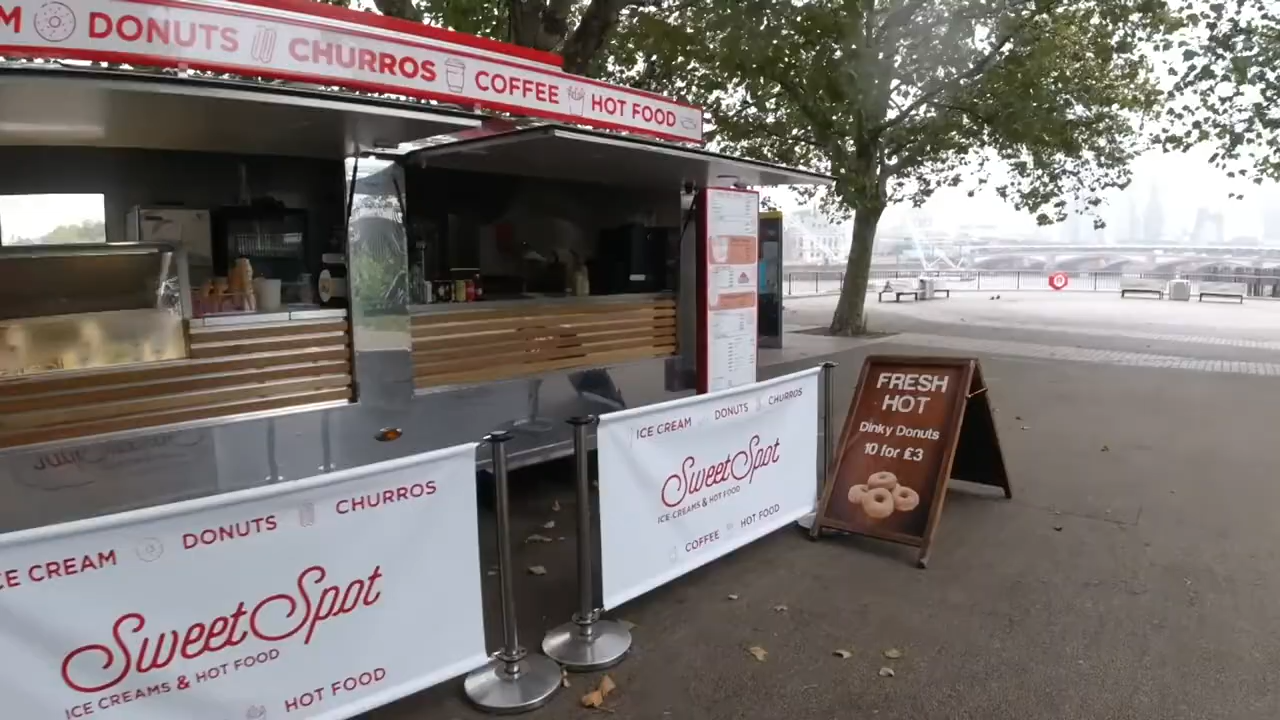 M DONUTS CHURROS COFFEE HOT FOOD
ICE CREAM DONUTS CHURROS
SweetSpot
ICE CREAMS & HOT FOOD
COFFEE HOT FOOD
CE CREAM DONUTS CHURROS
SweetSpot
ICE CREAMS & HOT FOOD
HOT FOOD
FRESH
HOT
Dinky Donuts
10 for £3